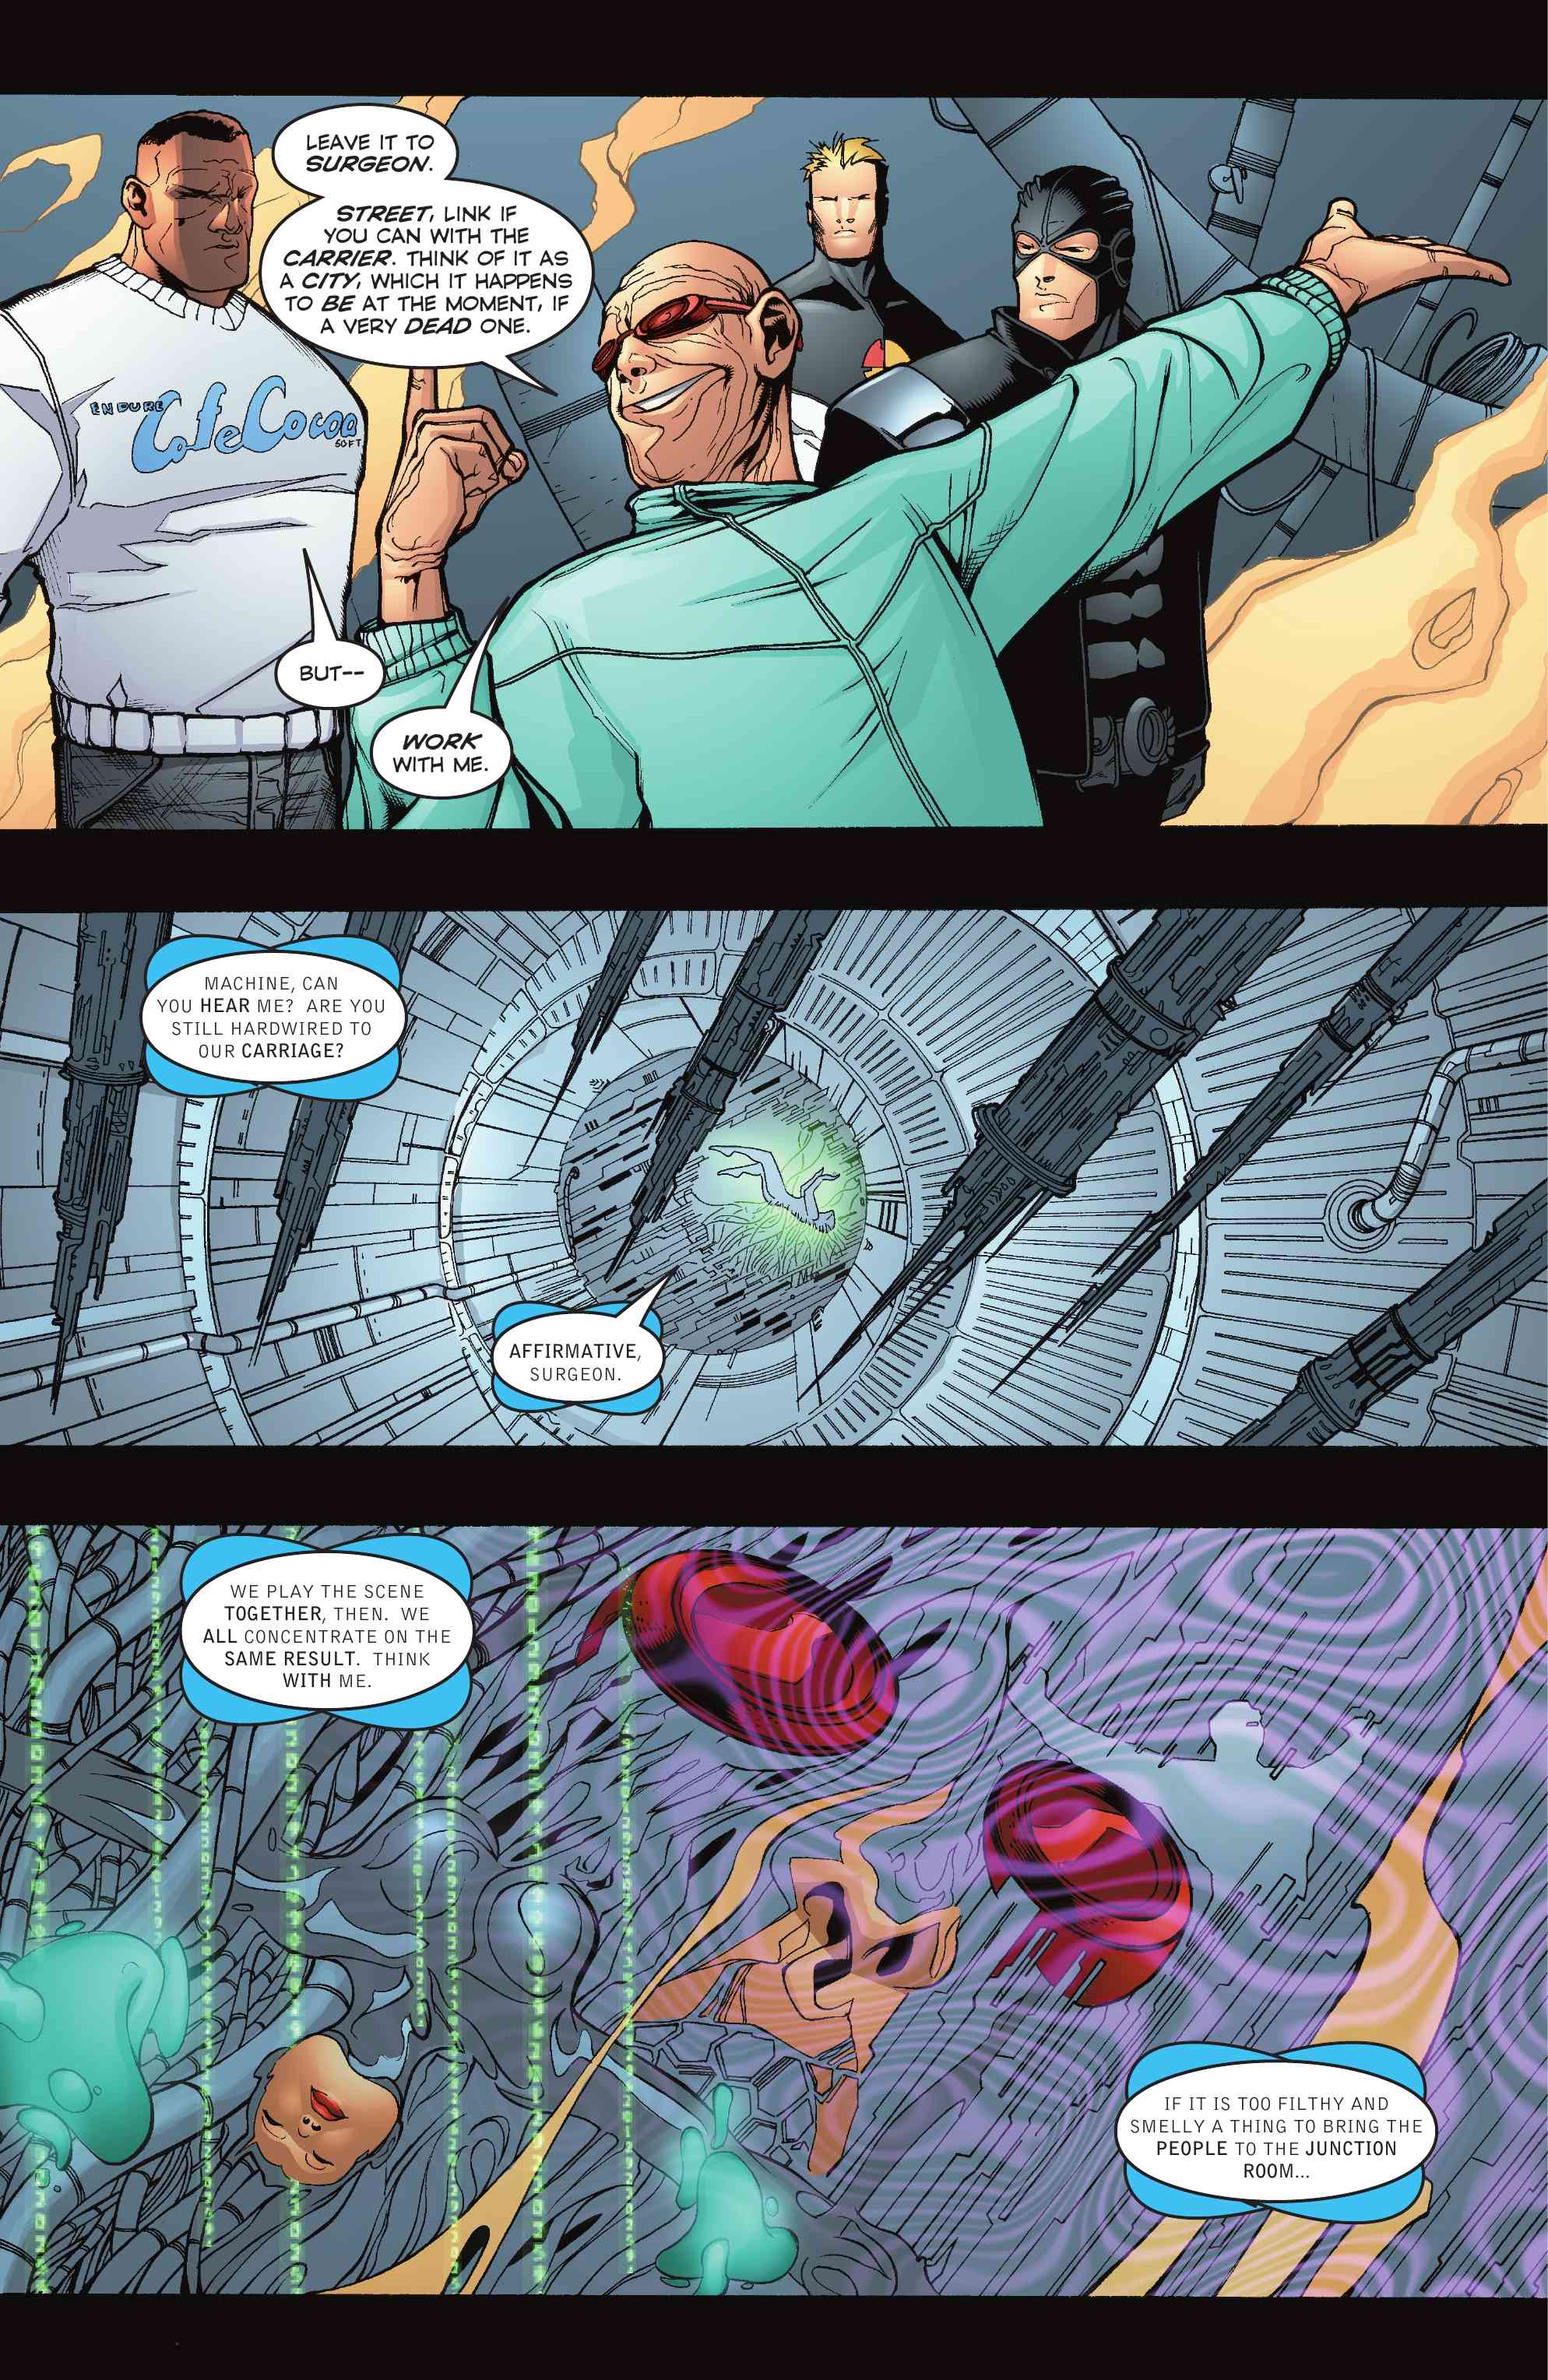 LEAVE IT TO
SURGEON.
STREET, LINK IF
YOU CAN WITH THE
CARRIER. THINK OF IT AS
A CITY, WHICH IT HAPPENS
TO BE AT THE MOMENT, IF
A VERY DEAD ONE.
ENDURE
CafeCocoa
SOFT
BUT--
WORK
WITH ME.
MACHINE, CAN
YOU HEAR ME? ARE YOU
STILL HARDWIRED TO
OUR CARRIAGE?
AFFIRMATIVE,
SURGEON.
WE PLAY THE SCENE
TOGETHER, THEN. WE
ALL CONCENTRATE ON THE
SAME RESULT. THINK
WITH ME.
IF IT IS TOO FILTHY AND
SMELLY A THING TO BRING THE
PEOPLE TO THE JUNCTION
ROOM...